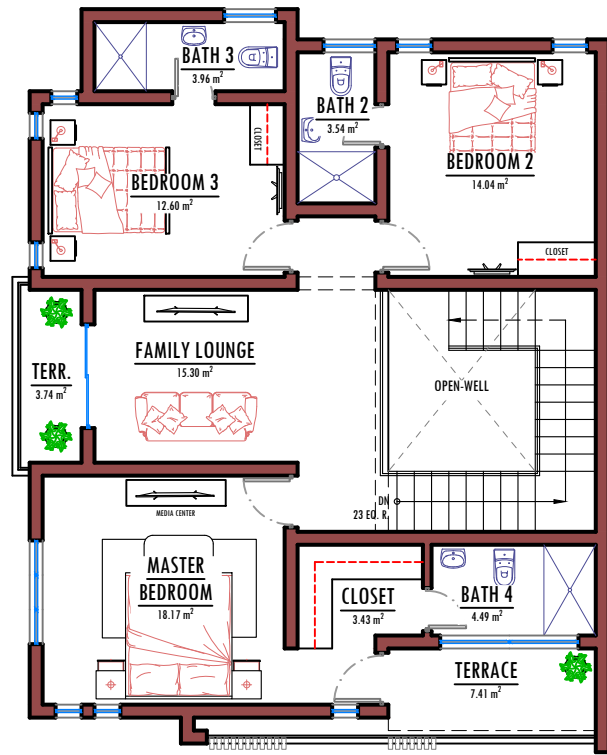 BATH 3
3.96 m²
BATH 2
3.54 m²
BEDROOM 2
14.04 m²
CLOSET
BEDROOM 3
12.60 m²
CLOSET
FAMILY LOUNGE
15.30 m²
TERR.
3.74 m²
OPEN-WELL
DN
23 EQ. R.
MEDIA CENTER
MASTER
BEDROOM
18.17 m²
CLOSET
3.43 m²
BATH 4
4.49 m²
TERRACE
7.41 m²